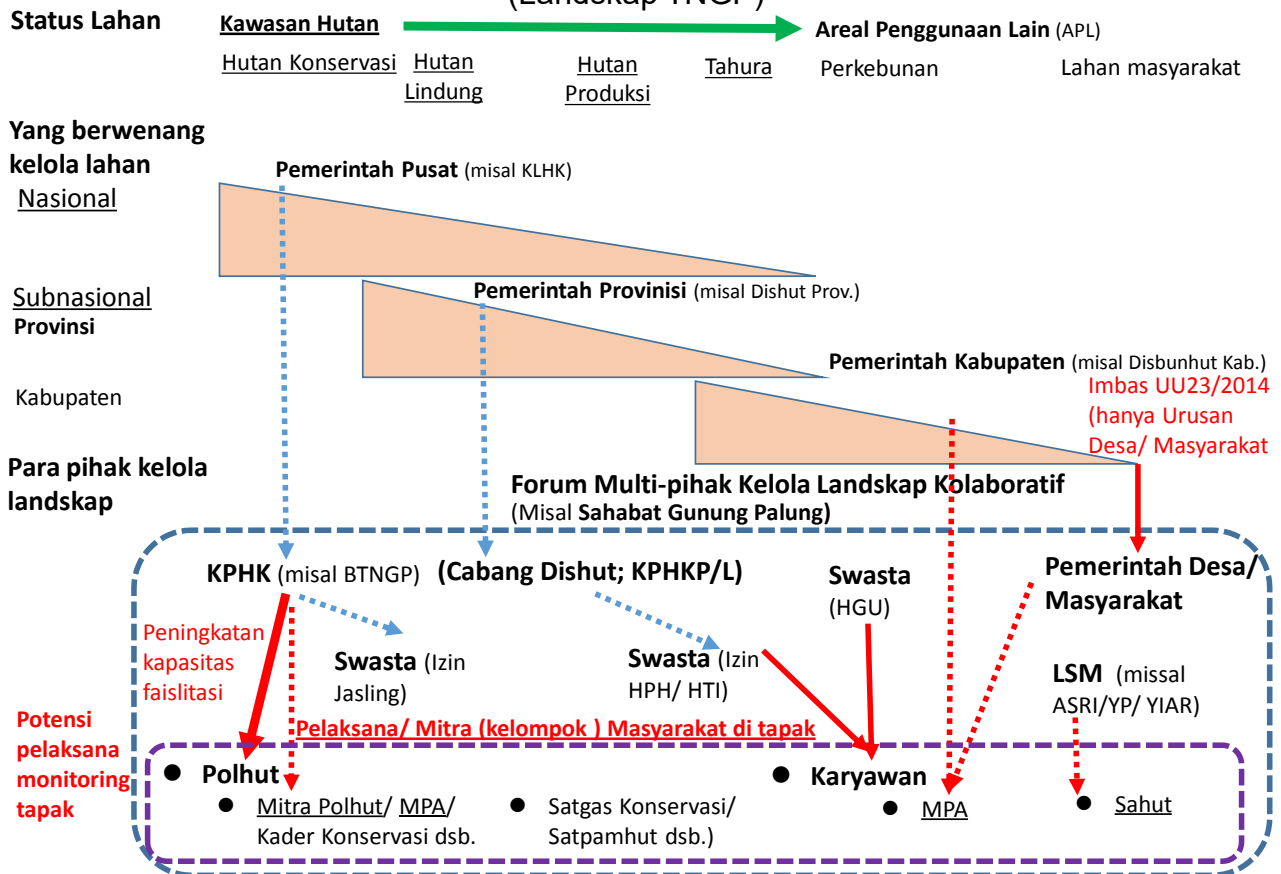 (Landskap TNGP)
Status Lahan
Kawasan Hutan
Areal Penggunaan Lain (APL)
Hutan Konservasi
Hutan
Lindung
Hutan
Produksi
Tahura
Perkebunan
Lahan masyarakat
Yang berwenang
kelola lahan
Nasional
Pemerintah Pusat (misal KLHK)
Subnasional
Provinsi
Pemerintah Provinisi (misal Dishut Prov.)
Kabupaten
Pemerintah Kabupaten (misal Disbunhut Kab.)
Imbas UU23/2014
(hanya Urusan
Desa/ Masyarakat
Para pihak kelola
landskap
Forum Multi-pihak Kelola Landskap Kolaboratif
(Misal Sahabat Gunung Palung)
KPHK (misal BTNGP)
(Cabang Dishut; KPHKP/L)
Swasta
(HGU)
Pemerintah Desa/
Masyarakat
Peningkatan
kapasitas
faislitasi
Swasta (Izin
Jasling)
Swasta (Izin
HPH/ HTI)
LSM (missal
ASRI/YP/ YIAR)
Potensi
pelaksana
monitoring
tapak
Pelaksana/ Mitra (kelompok ) Masyarakat di tapak
● Polhut
● Mitra Polhut/ MPA/
Kader Konservasi dsb.
● Satgas Konservasi/
Satpamhut dsb.)
● Karyawan
● MPA
● Sahut